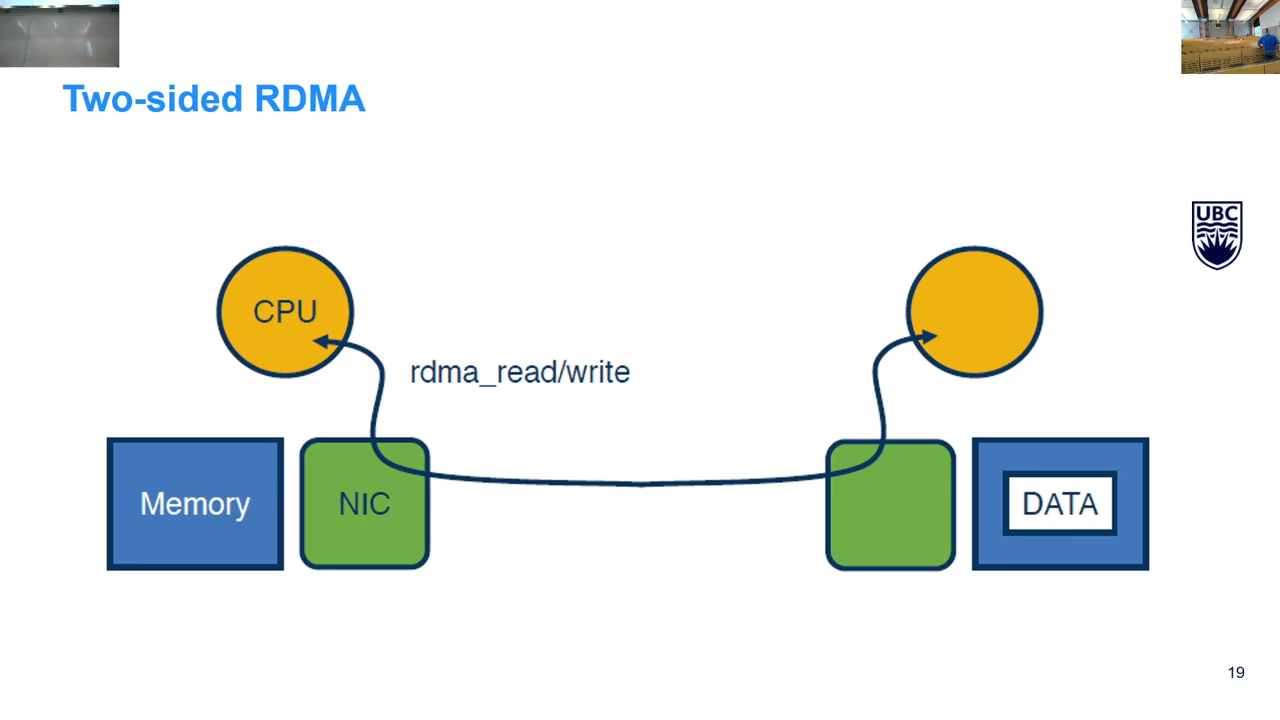 Two-sided RDMA
UBC
CPU
rdma_read/write
Memory
NIC
DATA
19